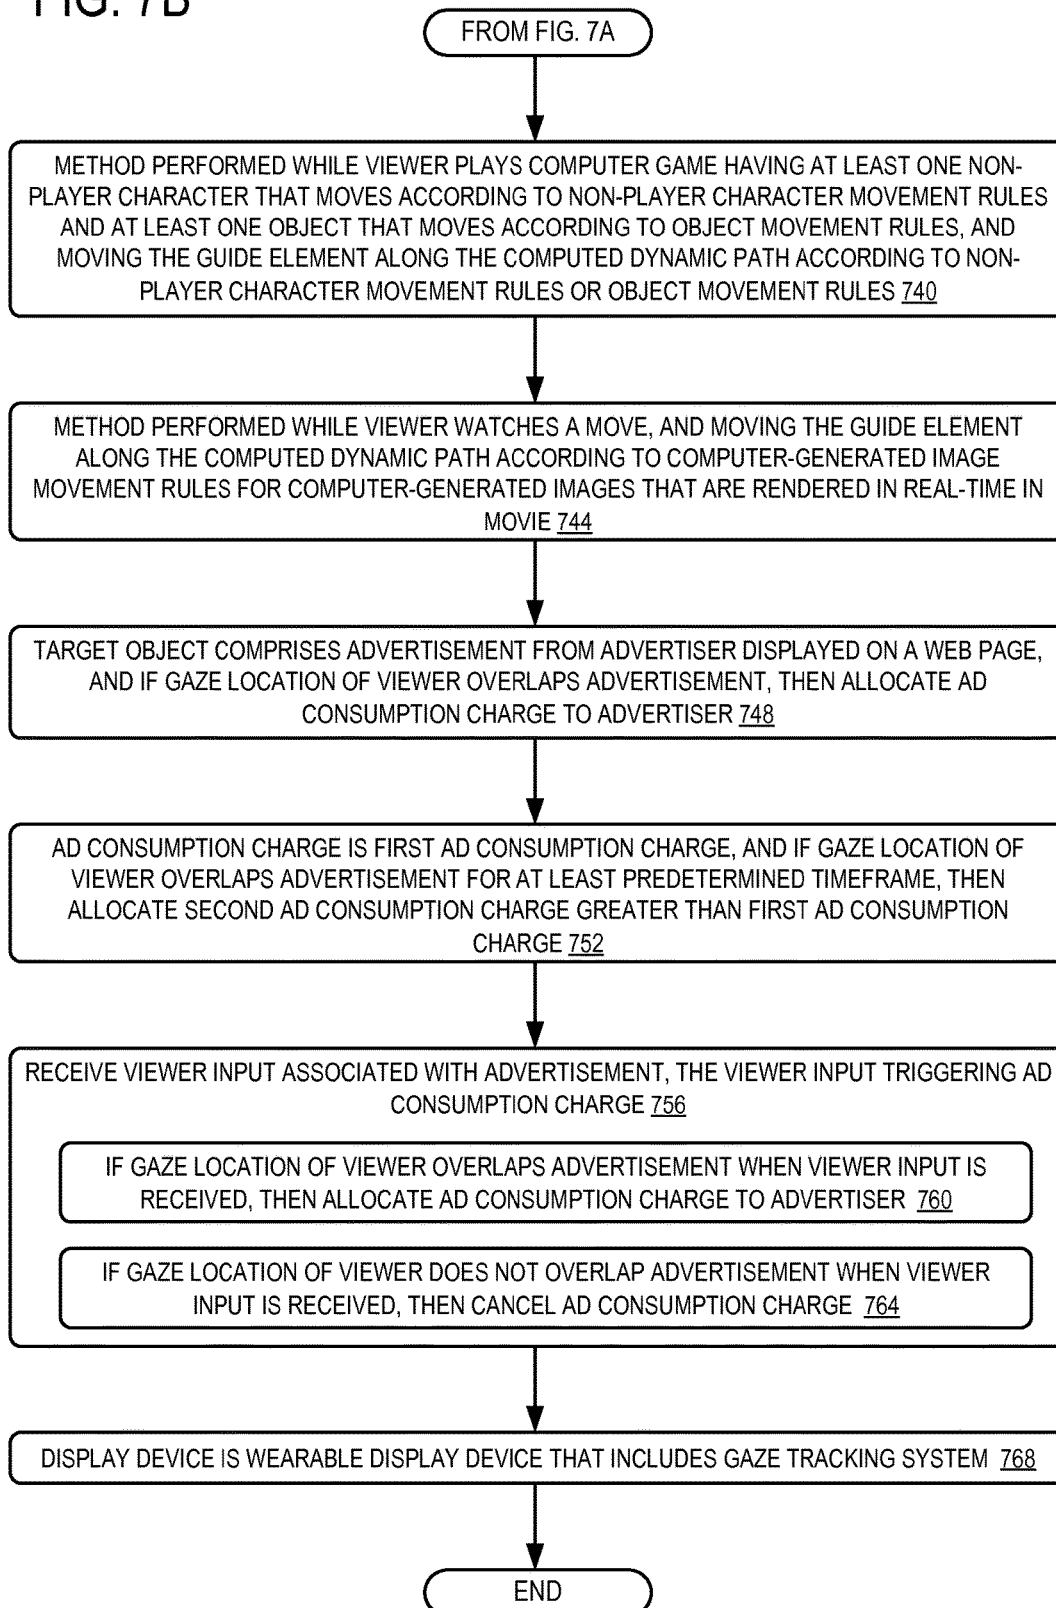 FIG. 7B
FROM FIG. 7A
METHOD PERFORMED WHILE VIEWER PLAYS COMPUTER GAME HAVING AT LEAST ONE NON-
PLAYER CHARACTER THAT MOVES ACCORDING TO NON-PLAYER CHARACTER MOVEMENT RULES
AND AT LEAST ONE OBJECT THAT MOVES ACCORDING TO OBJECT MOVEMENT RULES, AND
MOVING THE GUIDE ELEMENT ALONG THE COMPUTED DYNAMIC PATH ACCORDING TO NON-
PLAYER CHARACTER MOVEMENT RULES OR OBJECT MOVEMENT RULES 740
METHOD PERFORMED WHILE VIEWER WATCHES A MOVE, AND MOVING THE GUIDE ELEMENT
ALONG THE COMPUTED DYNAMIC PATH ACCORDING TO COMPUTER-GENERATED IMAGE
MOVEMENT RULES FOR COMPUTER-GENERATED IMAGES THAT ARE RENDERED IN REAL-TIME IN
MOVIE 744
TARGET OBJECT COMPRISES ADVERTISEMENT FROM ADVERTISER DISPLAYED ON A WEB PAGE,
AND IF GAZE LOCATION OF VIEWER OVERLAPS ADVERTISEMENT, THEN ALLOCATE AD
CONSUMPTION CHARGE TO ADVERTISER 748
AD CONSUMPTION CHARGE IS FIRST AD CONSUMPTION CHARGE, AND IF GAZE LOCATION OF
VIEWER OVERLAPS ADVERTISEMENT FOR AT LEAST PREDETERMINED TIMEFRAME, THEN
ALLOCATE SECOND AD CONSUMPTION CHARGE GREATER THAN FIRST AD CONSUMPTION
CHARGE 752
RECEIVE VIEWER INPUT ASSOCIATED WITH ADVERTISEMENT, THE VIEWER INPUT TRIGGERING AD
CONSUMPTION CHARGE 756
IF GAZE LOCATION OF VIEWER OVERLAPS ADVERTISEMENT WHEN VIEWER INPUT IS
RECEIVED, THEN ALLOCATE AD CONSUMPTION CHARGE TO ADVERTISER 760
IF GAZE LOCATION OF VIEWER DOES NOT OVERLAP ADVERTISEMENT WHEN VIEWER
INPUT IS RECEIVED, THEN CANCEL AD CONSUMPTION CHARGE 764
DISPLAY DEVICE IS WEARABLE DISPLAY DEVICE THAT INCLUDES GAZE TRACKING SYSTEM 768
END